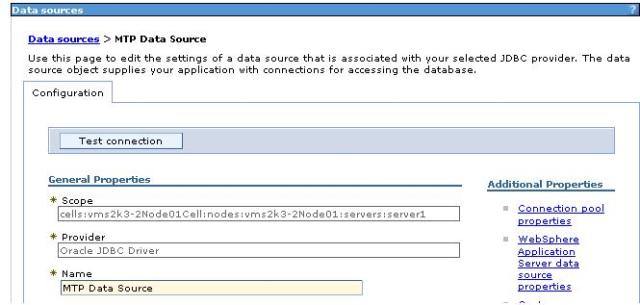 Data sources ?
Data sources > MTP Data Source
Use this page to edit the settings of a data source that is associated with your selected JDBC provider. The data
source object supplies your application with connections for accessing the database.
Configuration
Test connection
General Properties
* Scope
cells:vms2k3-2Node01Cell:nodes:vms2k3-2Node01:servers:server1
* Provider
Oracle JDBC Driver
* Name
MTP Data Source
Additional Properties
Connection pool
properties
WebSphere
Application
Server data
source
properties